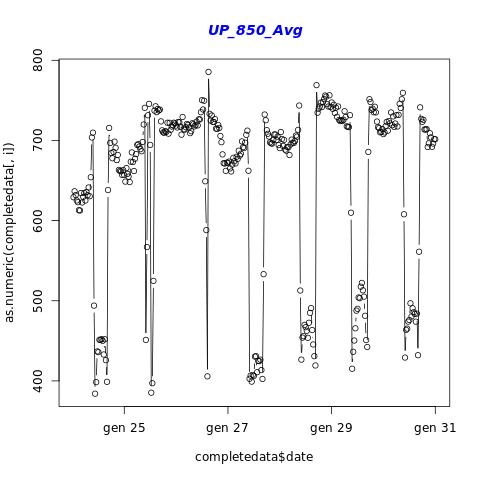 UP_850_Avg
800
700
600
500
400
as.numeric(completedata[, i])
gen 25
gen 27
gen 29
gen 31
completedata$date